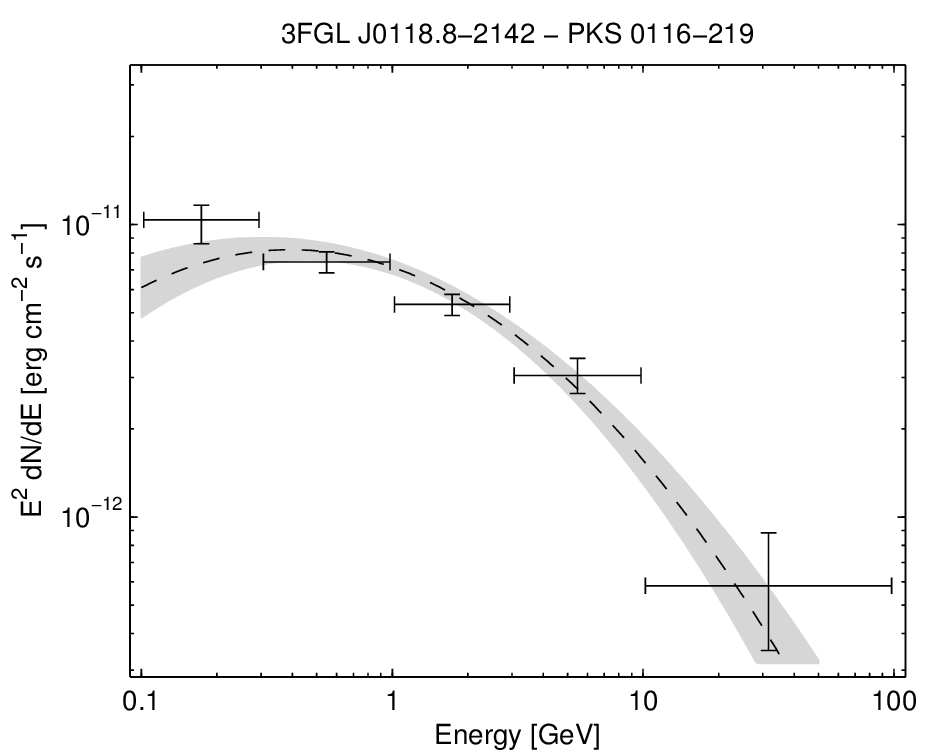 3FGL J0118.8−2142 − PKS 0116−219
10⁻¹¹
10⁻¹²
E² dN/dE [erg cm⁻² s⁻¹]
0.1 1 10 100
Energy [GeV]